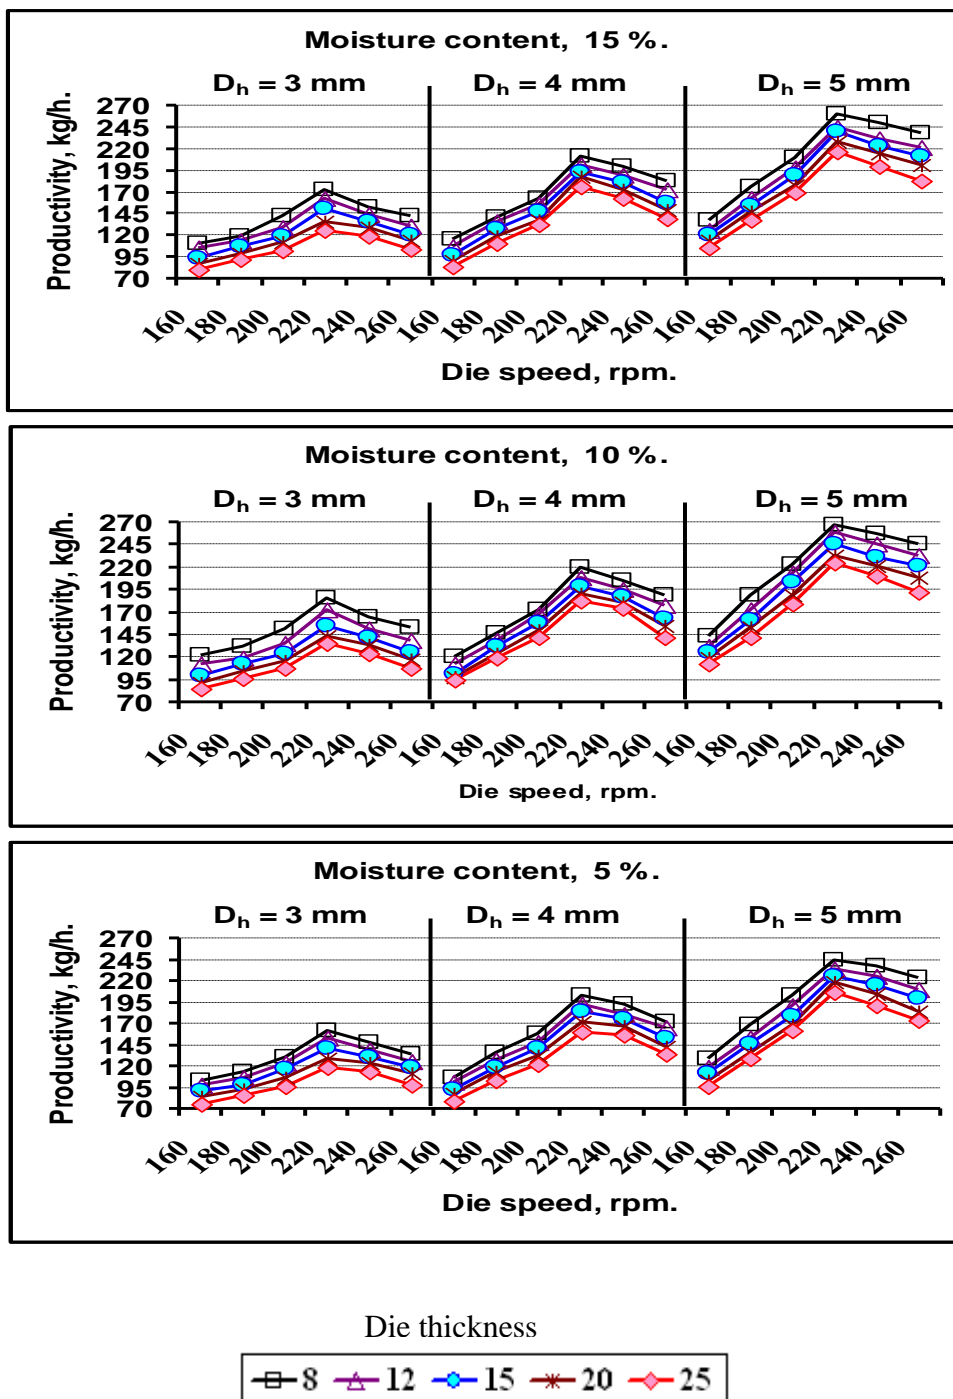 Moisture content, 15 %.
Dh = 3 mm Dh = 4 mm Dh = 5 mm
Productivity, kg/h.
270
245
220
195
170
145
120
95
70
160 180 200 220 240 260 160 180 200 220 240 260 160 180 200 220 240 260
Die speed, rpm.
Moisture content, 10 %.
Dh = 3 mm Dh = 4 mm Dh = 5 mm
Productivity, kg/h.
270
245
220
195
170
145
120
95
70
160 180 200 220 240 260 160 180 200 220 240 260 160 180 200 220 240 260
Die speed, rpm.
Moisture content, 5 %.
Dh = 3 mm Dh = 4 mm Dh = 5 mm
Productivity, kg/h.
270
245
220
195
170
145
120
95
70
160 180 200 220 240 260 160 180 200 220 240 260 160 180 200 220 240 260
Die speed, rpm.
Die thickness
8 12 15 20 25